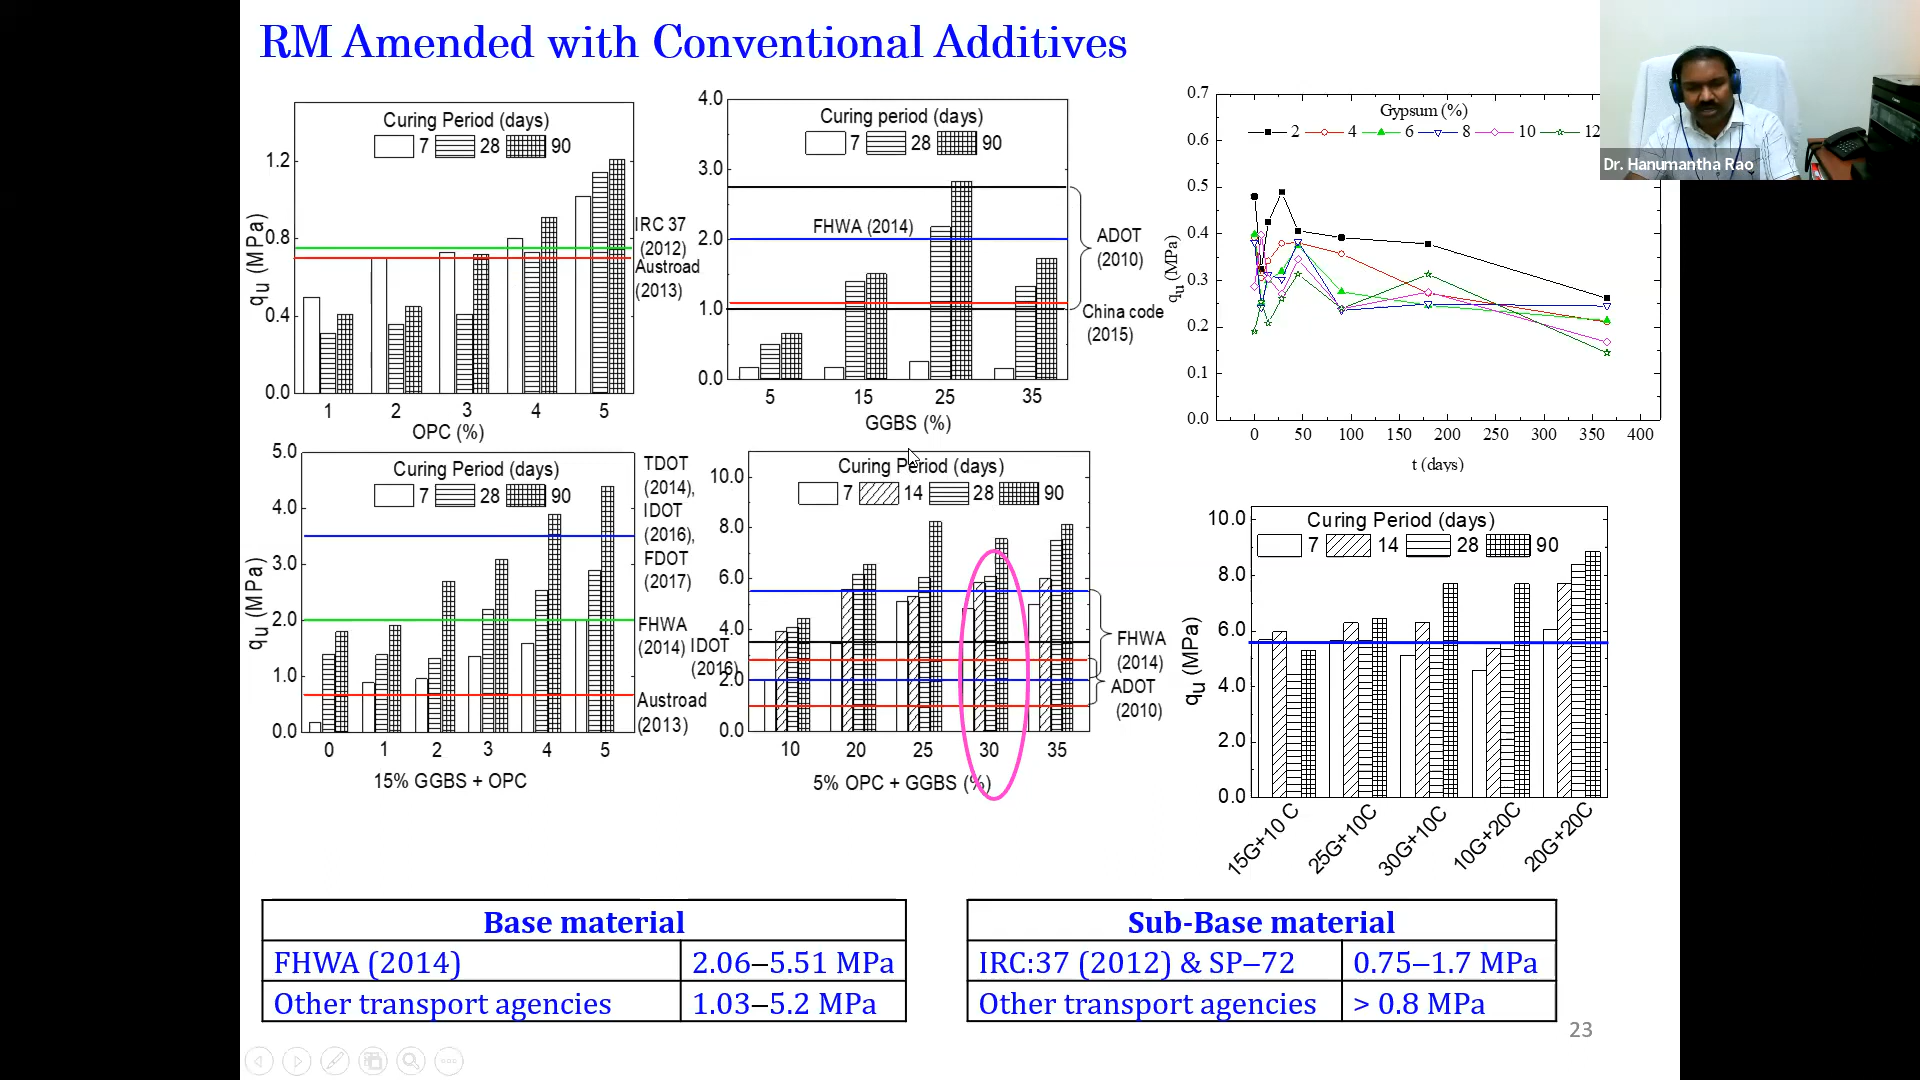 RM Amended with Conventional Additives
Curing Period (days)
7 28 90
1.2
0.8
0.4
0.0
qu (MPa)
1 2 3 4 5
OPC (%)
IRC 37
(2012)
Austroad
(2013)
4.0
3.0
2.0
1.0
0.0
Curing period (days)
7 28 90
FHWA (2014)
ADOT
(2010)
China code
(2015)
5 15 25 35
GGBS (%)
0.7
0.6
0.5
0.4
0.3
0.2
0.1
0.0
qu (MPa)
Gypsum (%)
2 4 6 8 10 12
0 50 100 150 200 250 300 350 400
t (days)
Dr. Hanumantha Rao
5.0
4.0
3.0
2.0
1.0
0.0
qu (MPa)
Curing Period (days)
7 28 90
0 1 2 3 4 5
15% GGBS + OPC
TDOT
(2014),
IDOT
(2016),
FDOT
(2017)
FHWA
(2014)
Austroad
(2013)
IDOT
(2016)
10.0
8.0
6.0
4.0
2.0
0.0
Curing Period (days)
7 14 28 90
10 20 25 30 35
5% OPC + GGBS (%)
FHWA
(2014)
ADOT
(2010)
10.0
8.0
6.0
4.0
2.0
0.0
qu (MPa)
Curing Period (days)
7 14 28 90
15G+10 C
25G+10C
30G+10C
10G+20C
20G+20C
Base material
FHWA (2014) 2.06–5.51 MPa
Other transport agencies 1.03–5.2 MPa
Sub-Base material
IRC:37 (2012) & SP–72 0.75–1.7 MPa
Other transport agencies > 0.8 MPa
23